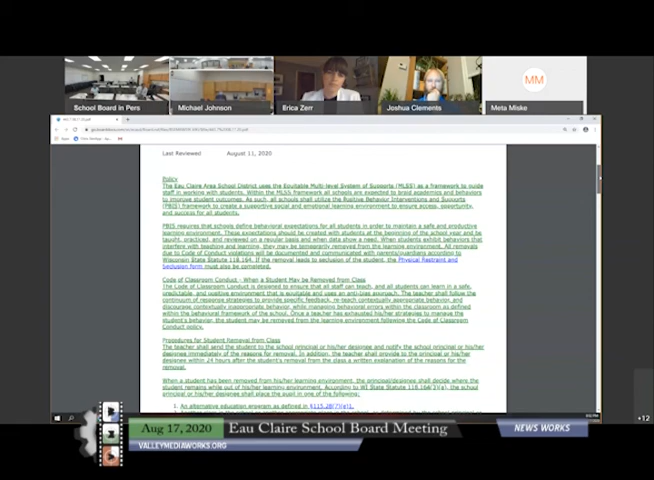 MM
School Board in Pers
Michael Johnson
Erica Zerr
Joshua Clements
Meta Miske
Last Reviewed August 11, 2020
Policy
The Eau Claire Area School District uses the Equitable Multi-level System of Supports (MLSS) as a framework to guide
staff in working with students. Within the MLSS framework all schools are expected to braid academics and behaviors
to improve student outcomes. As such, all schools shall utilize the Positive Behavior Interventions and Supports
(PBIS) framework to create a supportive social and emotional learning environment to ensure access, opportunity,
and success for all students.
PBIS requires that schools define behavioral expectations for all students in order to maintain a safe and productive
learning environment. These expectations should be created with students at the beginning of the school year and be
taught, practiced, and reviewed on a regular basis and when data show a need. When students exhibit behaviors that
interfere with teaching and learning, they may be temporarily removed from the learning environment. All removals
due to Code of Conduct violations will be documented and communicated with parents/guardians according to
Wisconsin State Statute 118.164. If the removal leads to seclusion of the student, the Physical Restraint and
Seclusion form must also be completed.
Code of Classroom Conduct - When a Student May be Removed from Class
The Code of Classroom Conduct is designed to ensure that all staff can teach, and all students can learn in a safe,
predictable, and positive environment that is equitable and uses an anti-bias approach. The teacher shall follow the
continuum of response strategies to provide specific feedback, re-teach contextually appropriate behavior, and
discourage contextually inappropriate behavior, while managing behavioral errors within the classroom as defined
within the behavioral framework of the school. Once a teacher has exhausted his/her strategies to manage the
student's behavior, the student may be removed from the learning environment following the Code of Classroom
Conduct policy.
Procedures for Student Removal from Class
The teacher shall send the student to the school principal or his/her designee and notify the school principal or his/her
designee immediately of the reasons for removal. In addition, the teacher shall provide to the principal or his/her
designee within 24 hours after the student's removal from the class a written explanation of the reasons for the
removal.
When a student has been removed from his/her learning environment, the principal/designee shall decide where the
student remains while out of his/her learning environment. According to WI State Statute 118.164(3)(a), the school
principal or his/her designee shall place the pupil in one of the following:
1. An alternative education program as defined in §115.28(7)(e)1.
+12
Aug 17, 2020
Eau Claire School Board Meeting
NEWS WORKS
VALLEYMEDIAWORKS.ORG